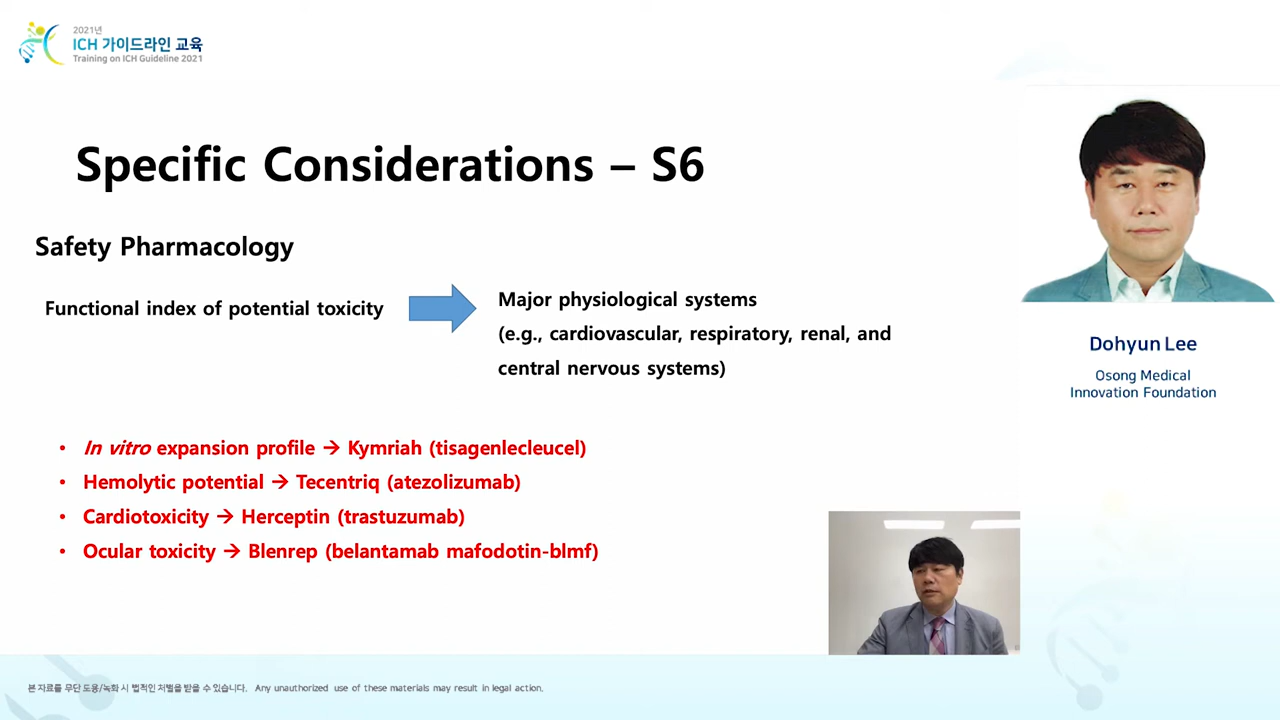 2021년
ICH 가이드라인 교육
Training on ICH Guideline 2021
Specific Considerations – S6
Safety Pharmacology
Functional index of potential toxicity
Major physiological systems
(e.g., cardiovascular, respiratory, renal, and
central nervous systems)
• In vitro expansion profile → Kymriah (tisagenlecleucel)
• Hemolytic potential → Tecentriq (atezolizumab)
• Cardiotoxicity → Herceptin (trastuzumab)
• Ocular toxicity → Blenrep (belantamab mafodotin-blmf)
Dohyun Lee
Osong Medical
Innovation Foundation
본 자료를 무단 도용/녹화 시 법적인 처벌을 받을 수 있습니다. Any unauthorized use of these materials may result in legal action.